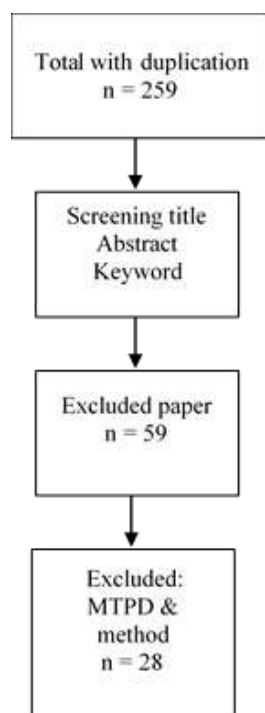 Total with duplication
n = 259
Screening title
Abstract
Keyword
Excluded paper
n = 59
Excluded:
MTPD &
method
n = 28